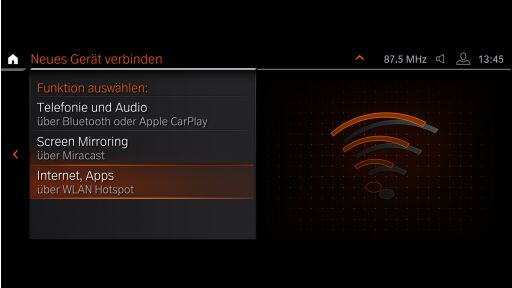 Neues Gerät verbinden
87.5 MHz
13:45
Funktion auswählen:
Telefonie und Audio
über Bluetooth oder Apple CarPlay
Screen Mirroring
über Miracast
Internet, Apps
über WLAN Hotspot